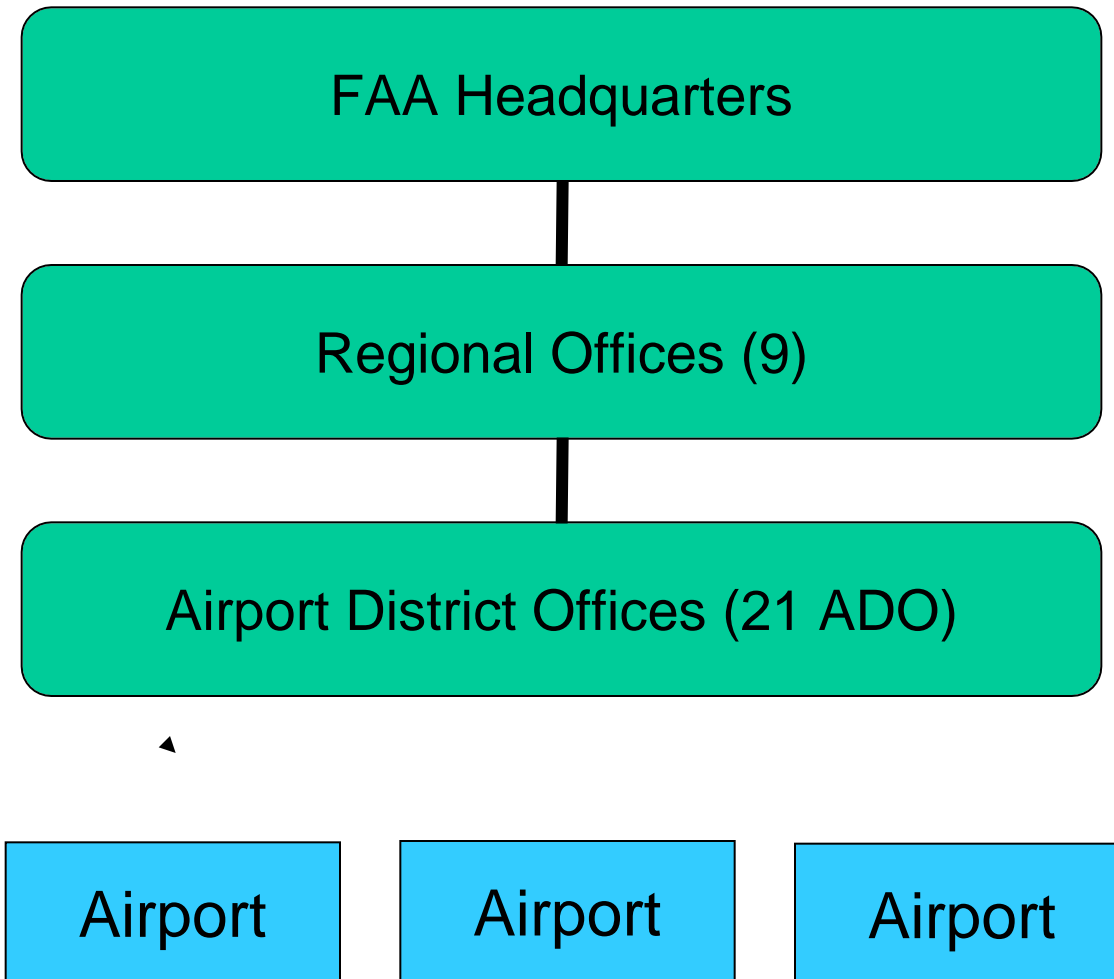 FAA Headquarters
Regional Offices (9)
Airport District Offices (21 ADO)
Airport
Airport
Airport